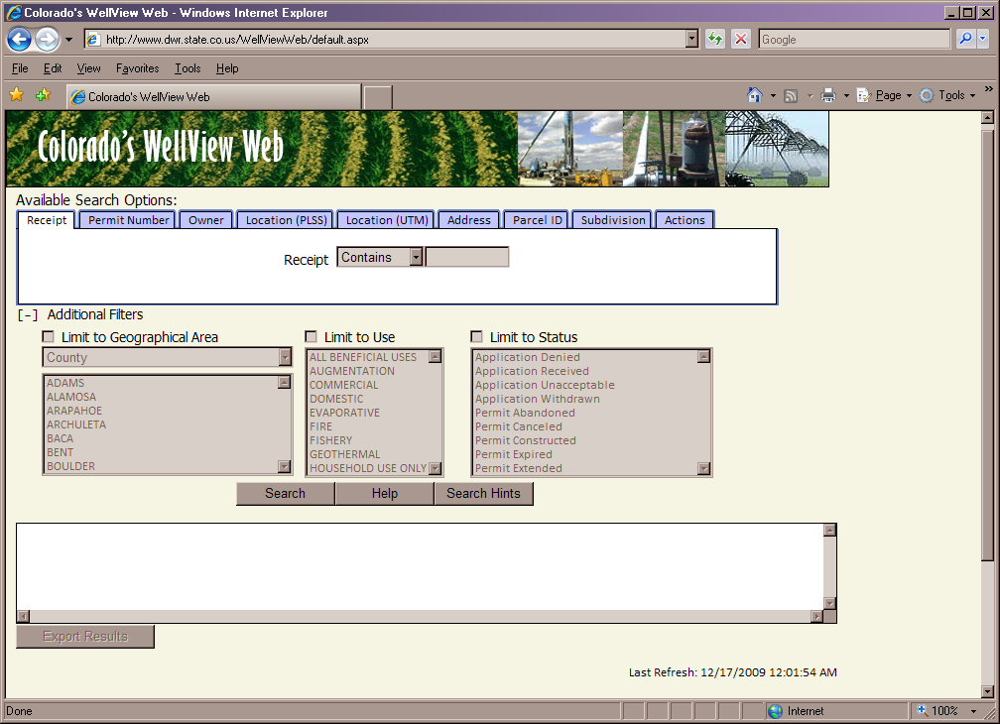 Colorado's WellView Web - Windows Internet Explorer
http://www.dwr.state.co.us/WellViewWeb/default.aspx
Google
File Edit View Favorites Tools Help
Colorado's WellView Web
Page Tools »
Colorado's WellView Web
Available Search Options:
Receipt Permit Number Owner Location (PLSS) Location (UTM) Address Parcel ID Subdivision Actions
Receipt Contains
[-] Additional Filters
Limit to Geographical Area Limit to Use Limit to Status
County
ALL BENEFICIAL USES Application Denied
AUGMENTATION Application Received
ADAMS COMMERCIAL Application Unacceptable
ALAMOSA DOMESTIC Application Withdrawn
ARAPAHOE EVAPORATIVE Permit Abandoned
ARCHULETA FIRE Permit Canceled
BACA FISHERY Permit Constructed
BENT GEOTHERMAL Permit Expired
BOULDER HOUSEHOLD USE ONLY Permit Extended
Search Help Search Hints
Export Results
Last Refresh: 12/17/2009 12:01:54 AM
Done Internet 100%